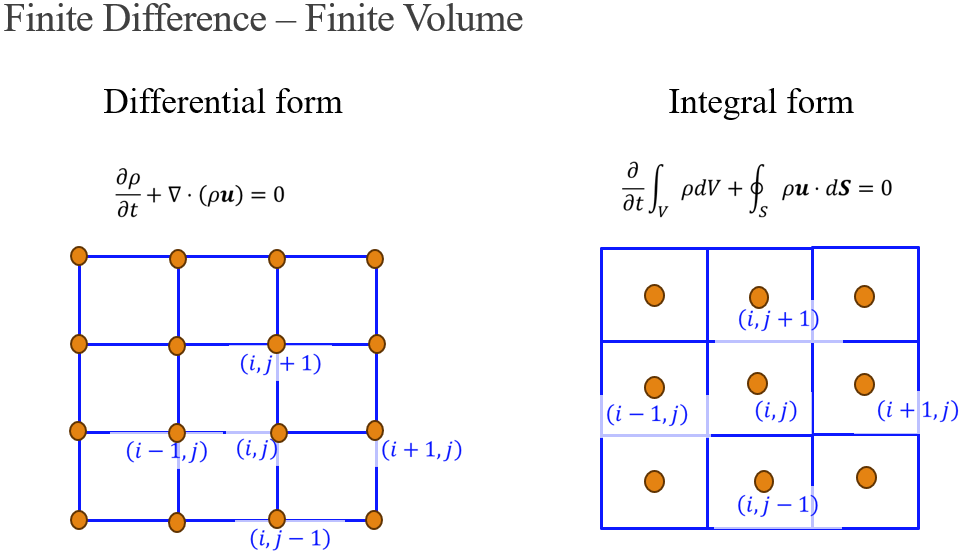 Finite Difference – Finite Volume
Differential form
∂ρ/∂t + ∇ · (ρ𝒖) = 0
(i, j + 1)
(i − 1, j)
(i, j)
(i + 1, j)
(i, j − 1)
Integral form
∂/∂t ∫_V ρdV + ∮_S ρ𝒖 · d𝑺 = 0
(i, j + 1)
(i − 1, j)
(i, j)
(i + 1, j)
(i, j − 1)